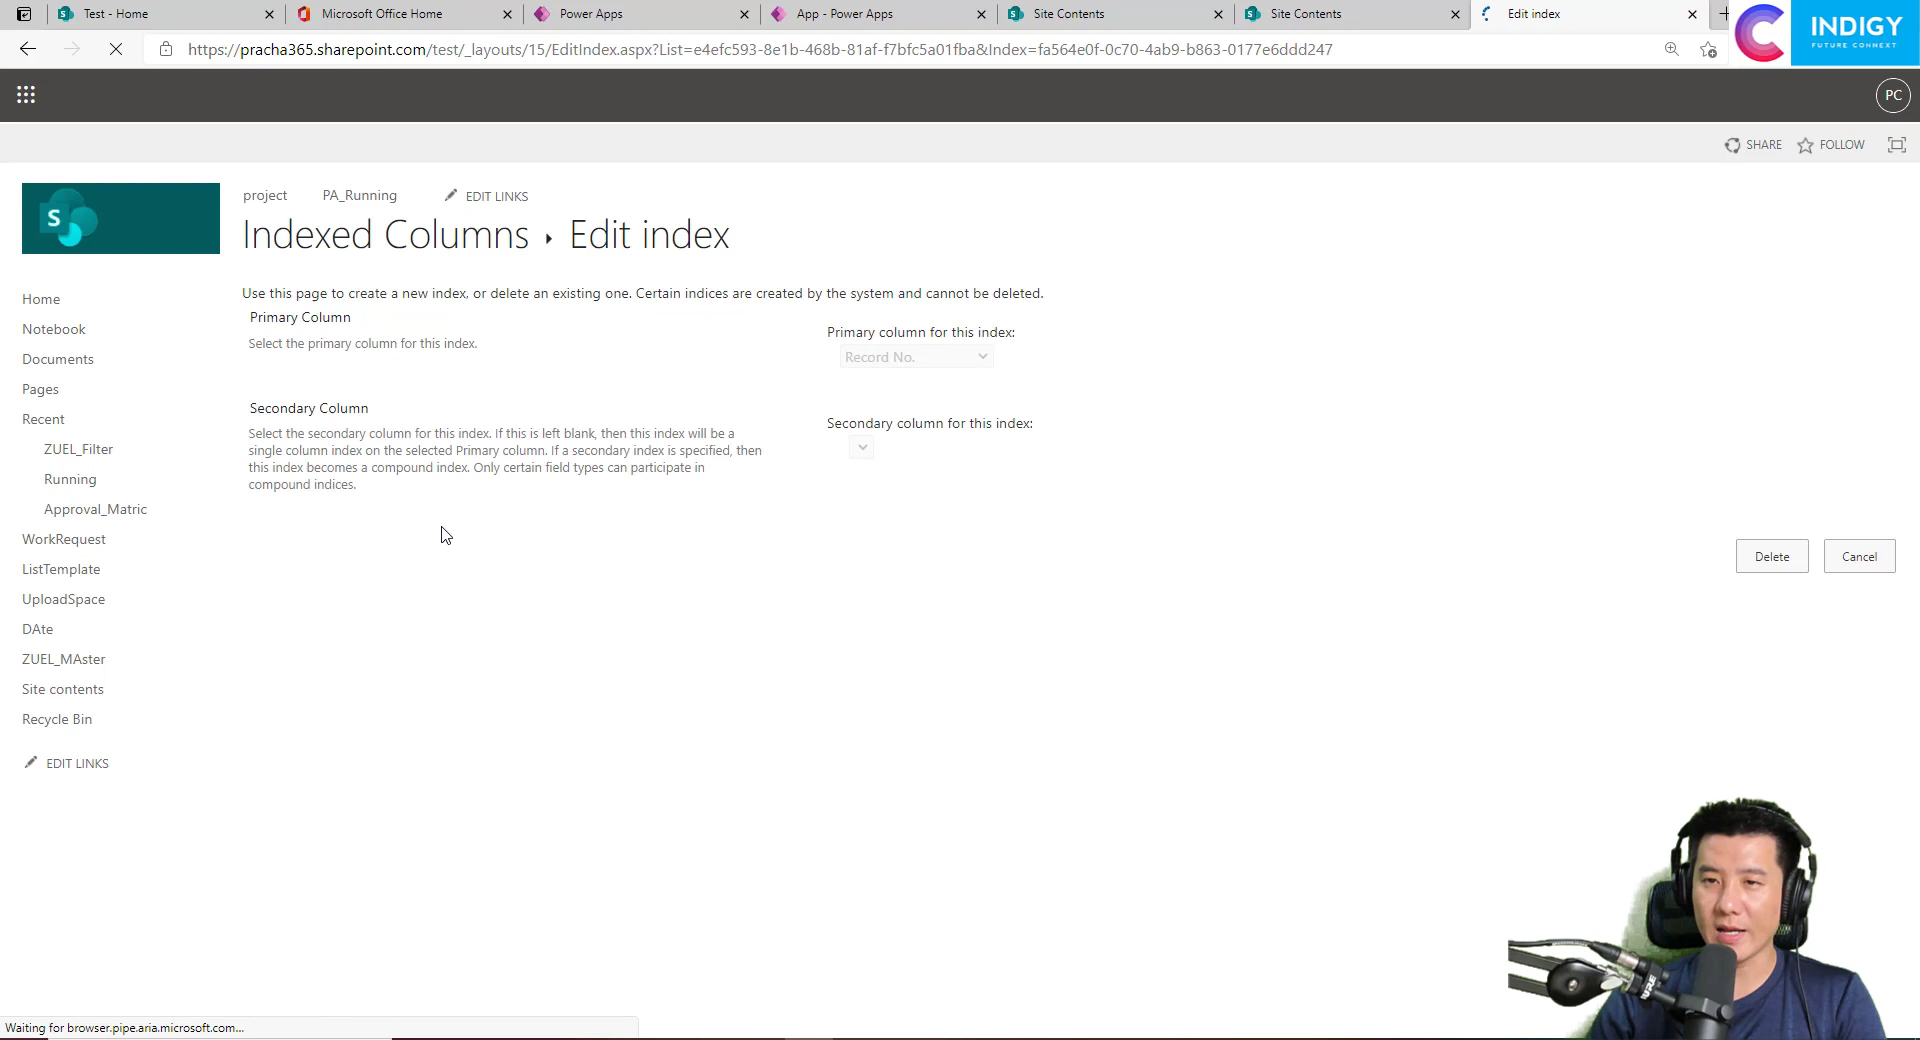 Test - Home
Microsoft Office Home
Power Apps
App - Power Apps
Site Contents
Site Contents
Edit index
https://pracha365.sharepoint.com/test/_layouts/15/EditIndex.aspx?List=e4efc593-8e1b-468b-81af-f7bfc5a01fba&Index=fa564e0f-0c70-4ab9-b863-0177e6ddd247
INDIGY
FUTURE CONNEXT
PC
SHARE
FOLLOW
S
project
PA_Running
EDIT LINKS
Indexed Columns ▸ Edit index
Use this page to create a new index, or delete an existing one. Certain indices are created by the system and cannot be deleted.
Primary Column
Select the primary column for this index.
Primary column for this index:
Record No.
Secondary Column
Select the secondary column for this index. If this is left blank, then this index will be a
single column index on the selected Primary column. If a secondary index is specified, then
this index becomes a compound index. Only certain field types can participate in
compound indices.
Secondary column for this index:
Delete
Cancel
Home
Notebook
Documents
Pages
Recent
ZUEL_Filter
Running
Approval_Matric
WorkRequest
ListTemplate
UploadSpace
DAte
ZUEL_MAster
Site contents
Recycle Bin
EDIT LINKS
Waiting for browser.pipe.aria.microsoft.com...